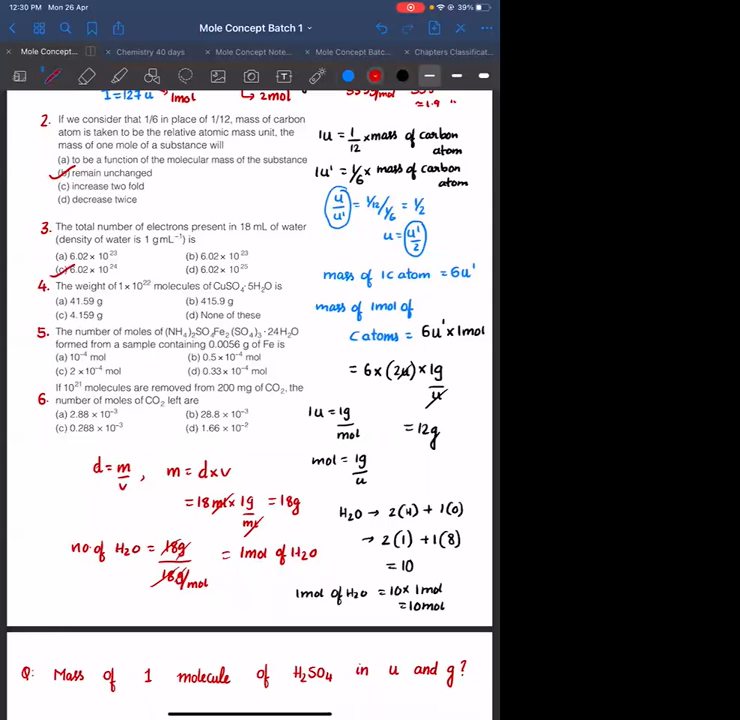 12:30 PM Mon 26 Apr
39%
Mole Concept Batch 1
Mole Concept...
Chemistry 40 days
Mole Concept Note...
Mole Concept Batc...
Chapters Classificat...
1 = 127 u → 1mol
↳ 2mol
≈ 1.9
2. If we consider that 1/6 in place of 1/12, mass of carbon
atom is taken to be the relative atomic mass unit, the
mass of one mole of a substance will
(a) to be a function of the molecular mass of the substance
(b) remain unchanged
(c) increase two fold
(d) decrease twice
3. The total number of electrons present in 18 mL of water
(density of water is 1 g mL⁻¹) is
(a) 6.02 × 10²³ (b) 6.02 × 10²³
(c) 6.02 × 10²⁴ (d) 6.02 × 10²⁵
4. The weight of 1 × 10²² molecules of CuSO₄·5H₂O is
(a) 41.59 g (b) 415.9 g
(c) 4.159 g (d) None of these
5. The number of moles of (NH₄)₂SO₄Fe₂(SO₄)₃·24H₂O
formed from a sample containing 0.0056 g of Fe is
(a) 10⁻⁴ mol (b) 0.5 × 10⁻⁴ mol
(c) 2 × 10⁻⁴ mol (d) 0.33 × 10⁻⁴ mol
6. If 10²¹ molecules are removed from 200 mg of CO₂, the
number of moles of CO₂ left are
(a) 2.88 × 10⁻³ (b) 28.8 × 10⁻³
(c) 0.288 × 10⁻³ (d) 1.66 × 10⁻²
1u = 1/12 × mass of carbon
atom
1u' = 1/6 × mass of carbon
atom
u/u' = 1/12/1/6 = 1/2
u = u'/2
mass of 1C atom = 6u'
mass of 1mol of
C atoms = 6u' × 1mol
= 6 × (2u) × 1g/u
= 12g
1u = 1g/mol
mol = 1g/u
d = m/v , m = d×v
= 18 ml × 1g/ml = 18g
no of H₂O = 18g/18g/mol = 1mol of H₂O
H₂O → 2(H) + 1(O)
→ 2(1) + 1(8)
= 10
1mol of H₂O = 10 × 1mol
= 10mol
Q: Mass of 1 molecule of H₂SO₄ in u and g?